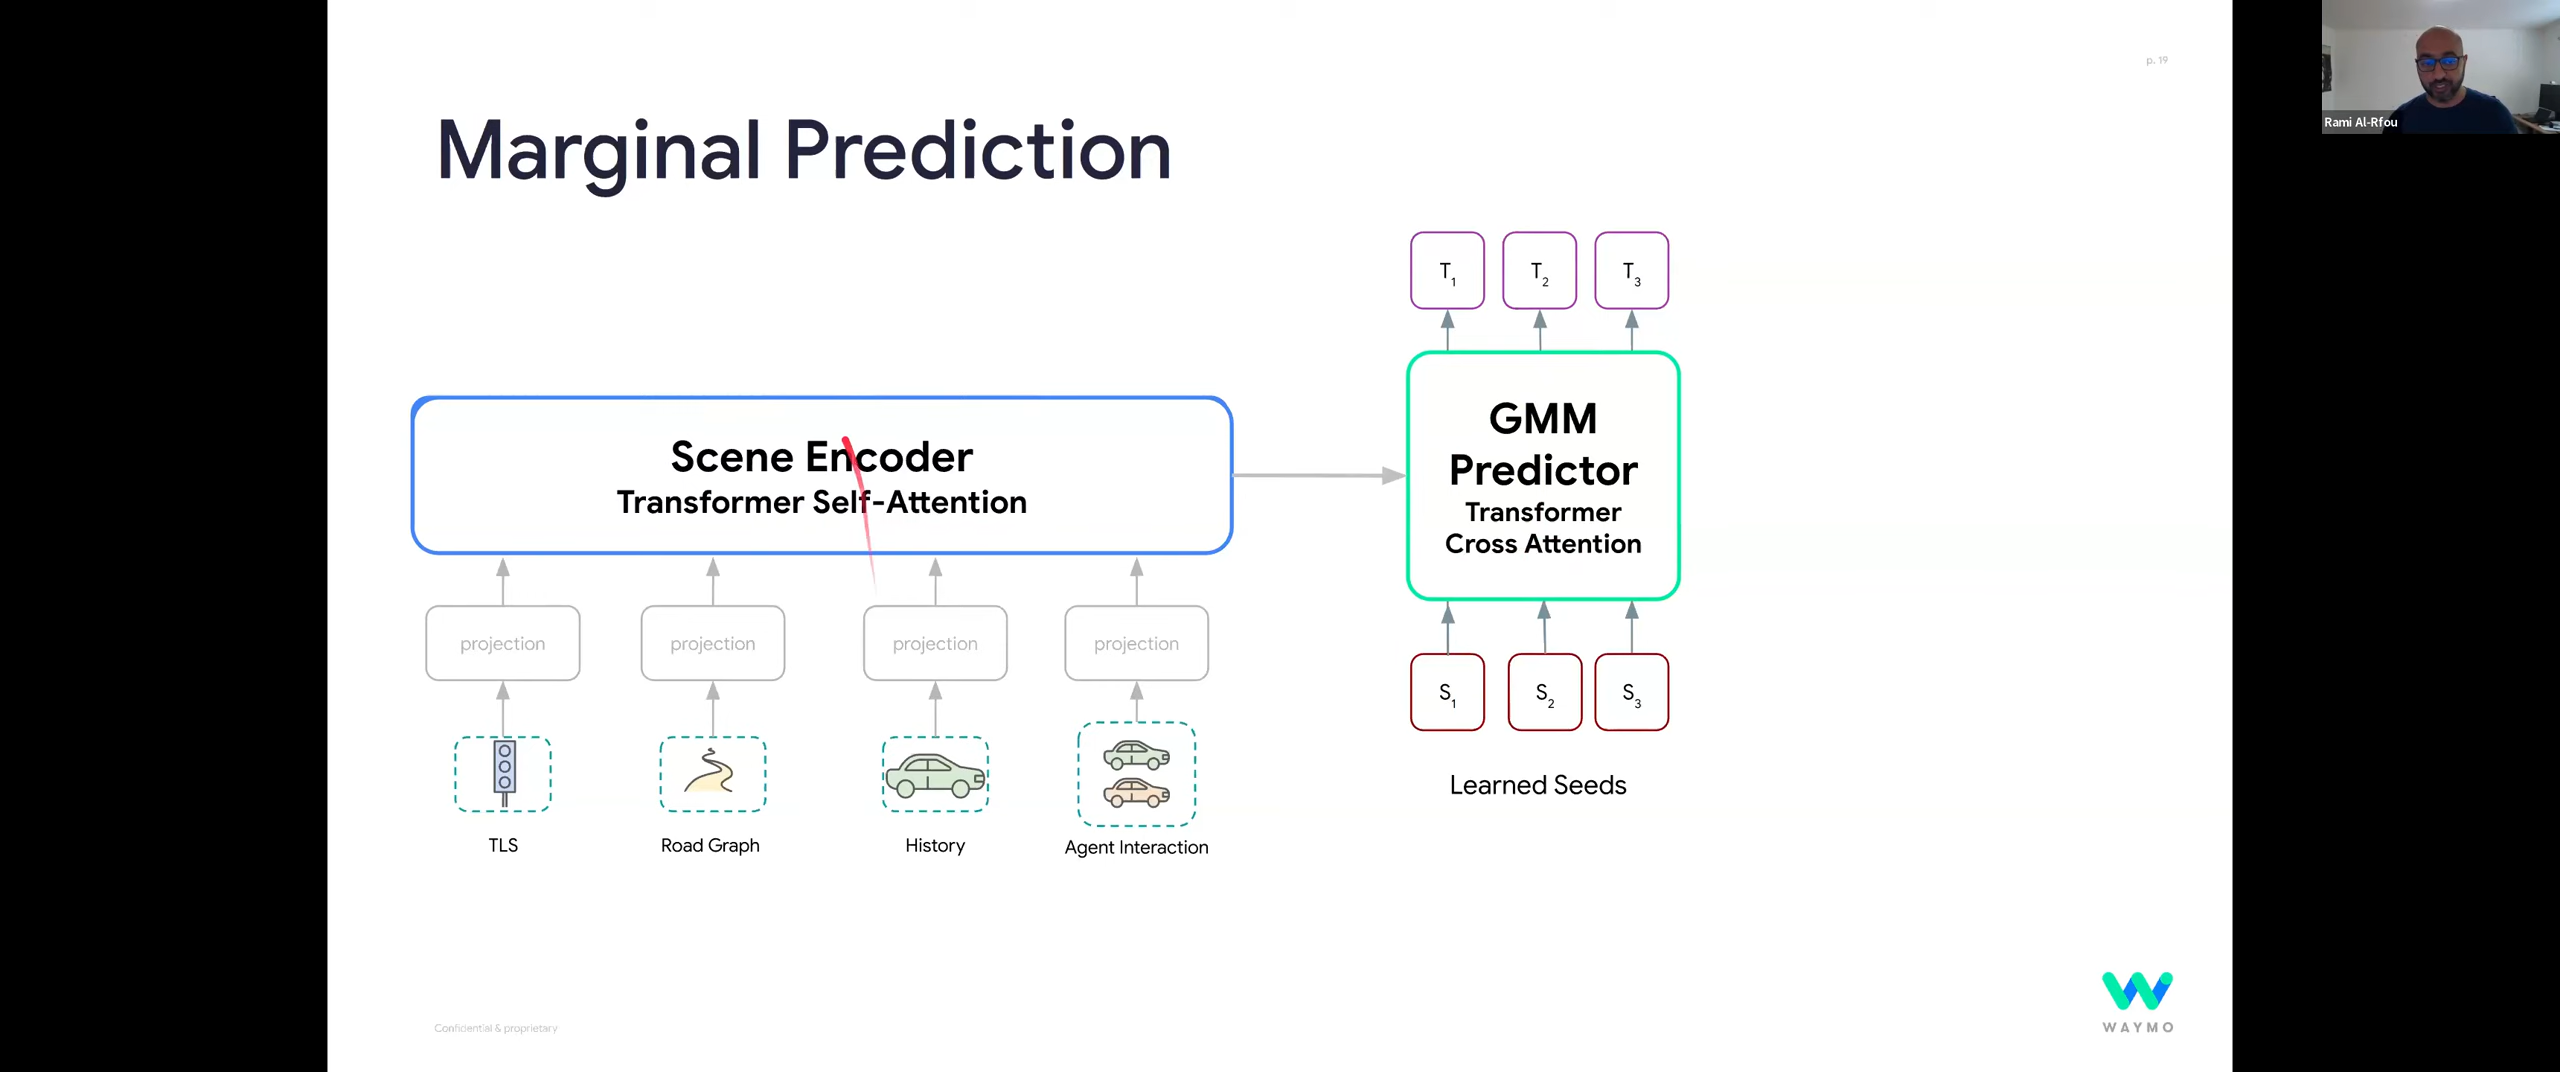 p. 19
Rami Al-Rfou
Marginal Prediction
T1
T2
T3
Scene Encoder
Transformer Self-Attention
GMM
Predictor
Transformer
Cross Attention
projection
projection
projection
projection
S1
S2
S3
Learned Seeds
TLS
Road Graph
History
Agent Interaction
Confidential & proprietary
WAYMO